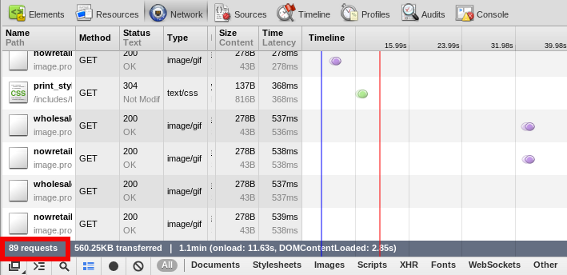 Elements Resources Network Sources Timeline Profiles Audits Console
Name Path Method Status Text Type Size Content Time Latency Timeline 15.99s 23.99s 31.98s 39.98s
nowretail image.pro GET 200 OK image/gif 278B 43B 278ms 278ms
print_sty /includes/t GET 304 Not Modif text/css 137B 816B 368ms 368ms
wholesal image.pro GET 200 OK image/gif 278B 43B 537ms 536ms
nowretail image.pro GET 200 OK image/gif 278B 43B 538ms 538ms
wholesal image.pro GET 200 OK image/gif 278B 43B 537ms 537ms
nowretail image.pro GET 200 OK image/gif 278B 43B 539ms 538ms
89 requests | 560.25KB transferred | 1.1min (onload: 11.63s, DOMContentLoaded: 2.85s)
All Documents Stylesheets Images Scripts XHR Fonts WebSockets Other